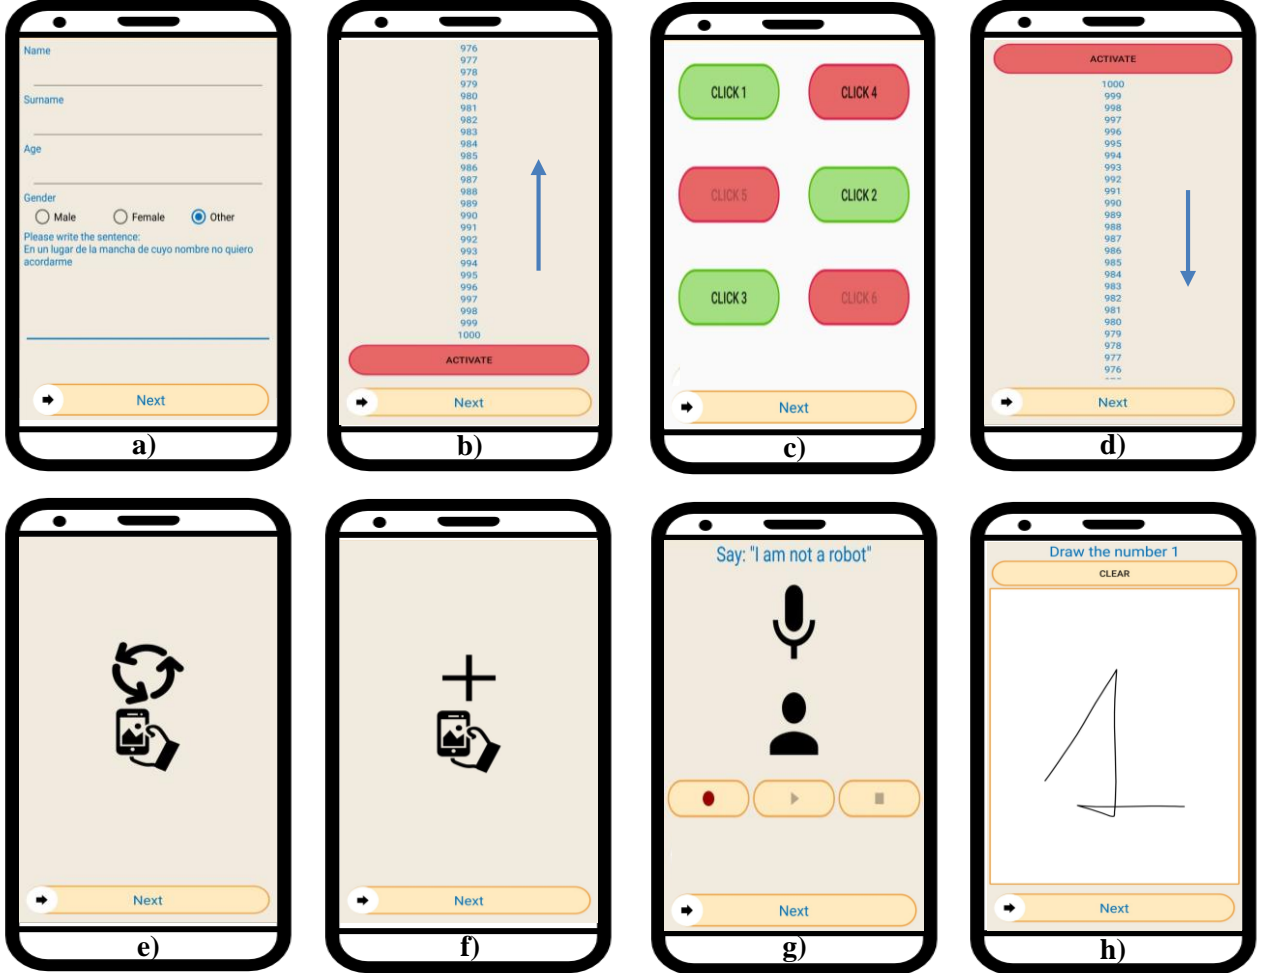 Name
Surname
Age
Gender
Male
Female
Other
Please write the sentence:
En un lugar de la mancha de cuyo nombre no quiero
acordarme
Next
a)
976
977
978
979
980
981
982
983
984
985
986
987
988
989
990
991
992
993
994
995
996
997
998
999
1000
ACTIVATE
Next
b)
CLICK 1
CLICK 4
CLICK 5
CLICK 2
CLICK 3
CLICK 6
Next
c)
ACTIVATE
1000
999
998
997
996
995
994
993
992
991
990
989
988
987
986
985
984
983
982
981
980
979
978
977
976
Next
d)
Next
e)
Next
f)
Say: "I am not a robot"
Next
g)
Draw the number 1
CLEAR
Next
h)